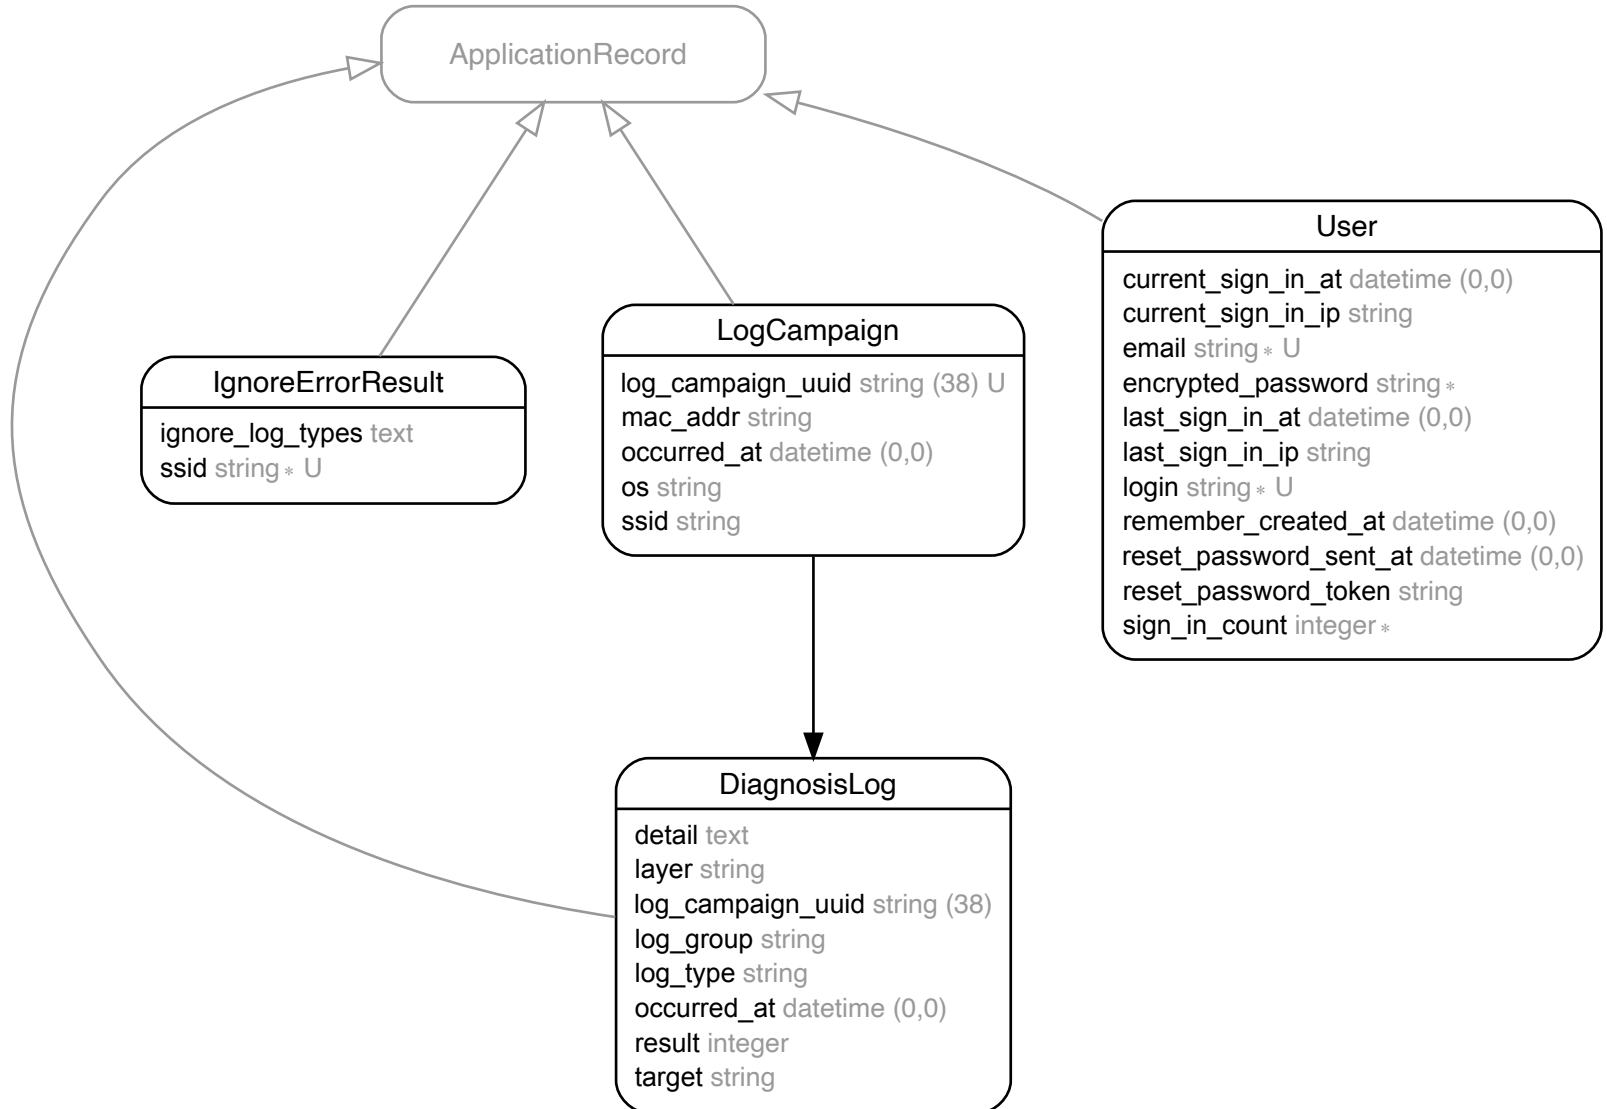 ApplicationRecord
User
current_sign_in_at datetime (0,0)
current_sign_in_ip string
email string* U
encrypted_password string*
last_sign_in_at datetime (0,0)
last_sign_in_ip string
login string* U
remember_created_at datetime (0,0)
reset_password_sent_at datetime (0,0)
reset_password_token string
sign_in_count integer*
LogCampaign
log_campaign_uuid string (38) U
mac_addr string
occurred_at datetime (0,0)
os string
ssid string
IgnoreErrorResult
ignore_log_types text
ssid string* U
DiagnosisLog
detail text
layer string
log_campaign_uuid string (38)
log_group string
log_type string
occurred_at datetime (0,0)
result integer
target string